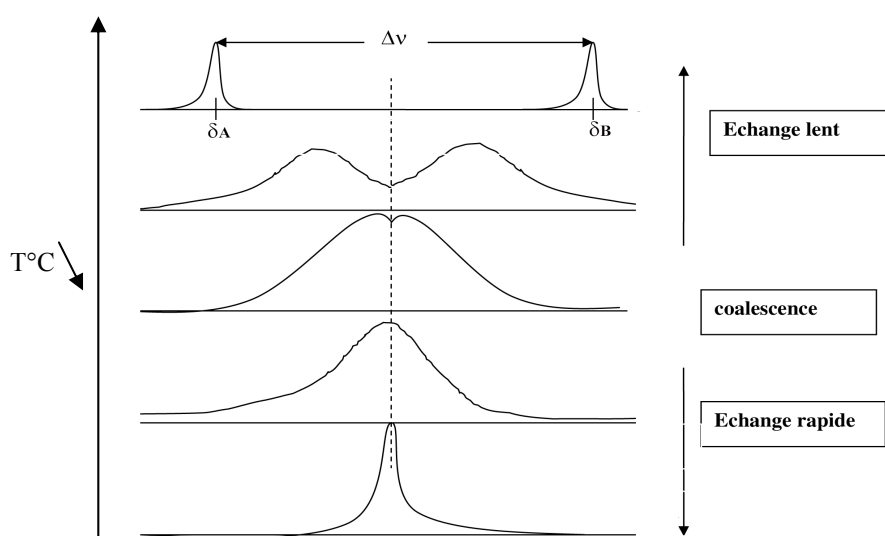 Δν
δA
δB
Echange lent
T°C
coalescence
Echange rapide